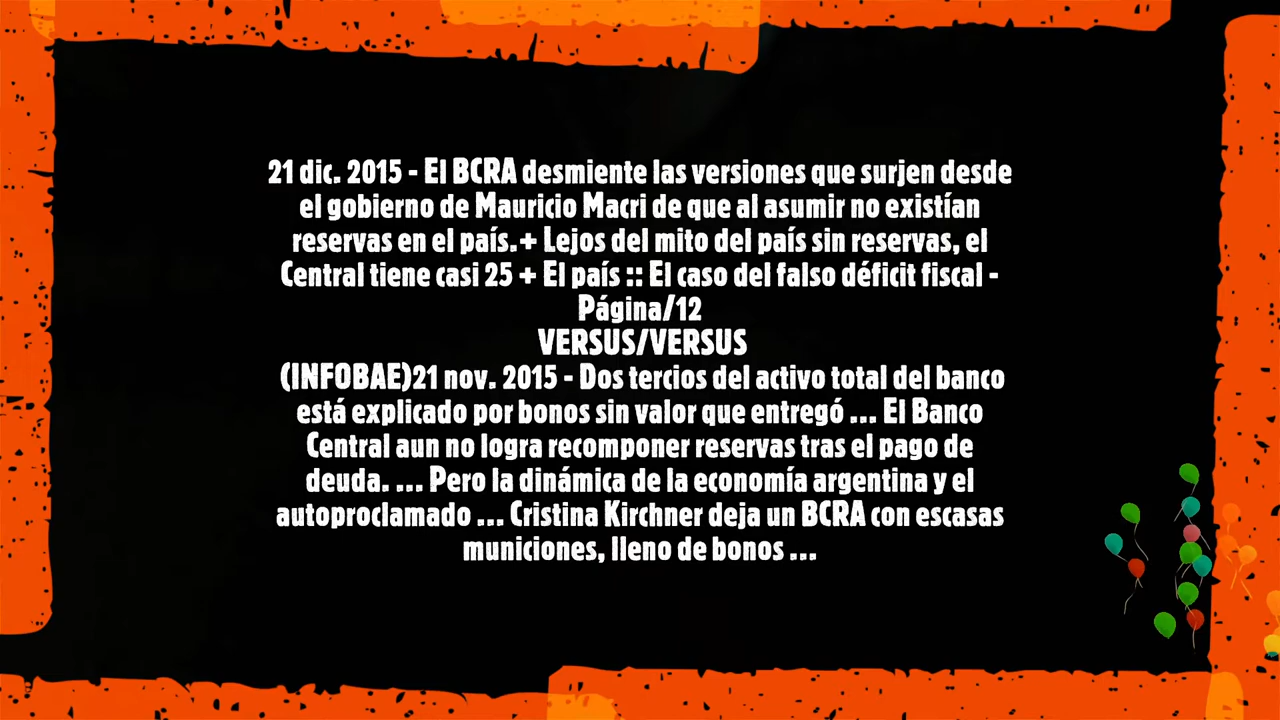 21 dic. 2015 - El BCRA desmiente las versiones que surjen desde
el gobierno de Mauricio Macri de que al asumir no existían
reservas en el país.+ Lejos del mito del país sin reservas, el
Central tiene casi 25 + El país :: El caso del falso déficit fiscal -
Página/12
VERSUS/VERSUS
(INFOBAE)21 nov. 2015 - Dos tercios del activo total del banco
está explicado por bonos sin valor que entregó ... El Banco
Central aun no logra recomponer reservas tras el pago de
deuda. ... Pero la dinámica de la economía argentina y el
autoproclamado ... Cristina Kirchner deja un BCRA con escasas
municiones, lleno de bonos ...